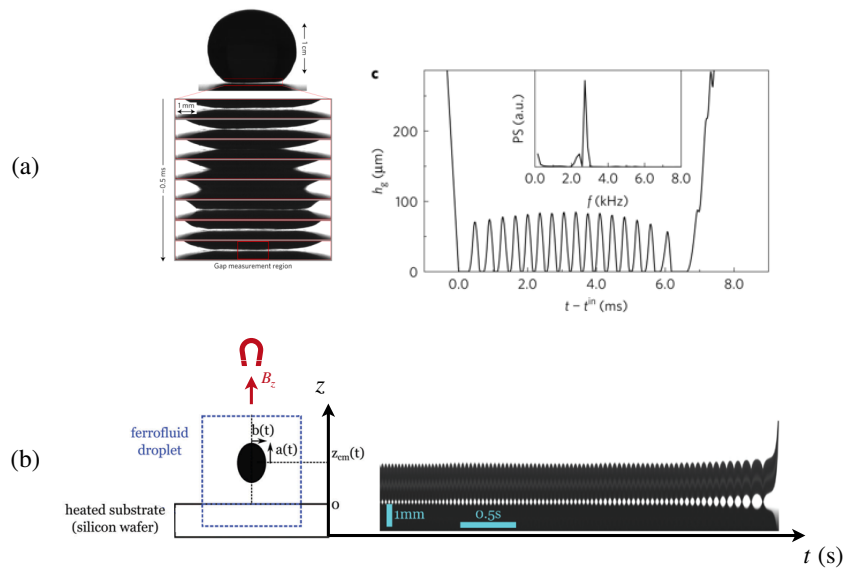 (a)
1 cm
1 mm
~0.5 ms
Gap measurement region
c
200
100
0
h_g (μm)
0.0 2.0 4.0 6.0 8.0
t − t^in (ms)
PS (a.u.)
0.0 2.0 4.0 6.0 8.0
f (kHz)
(b)
B_z
z
ferrofluid
droplet
b(t)
a(t)
z_cm(t)
o
heated substrate
(silicon wafer)
1mm
0.5s
t (s)